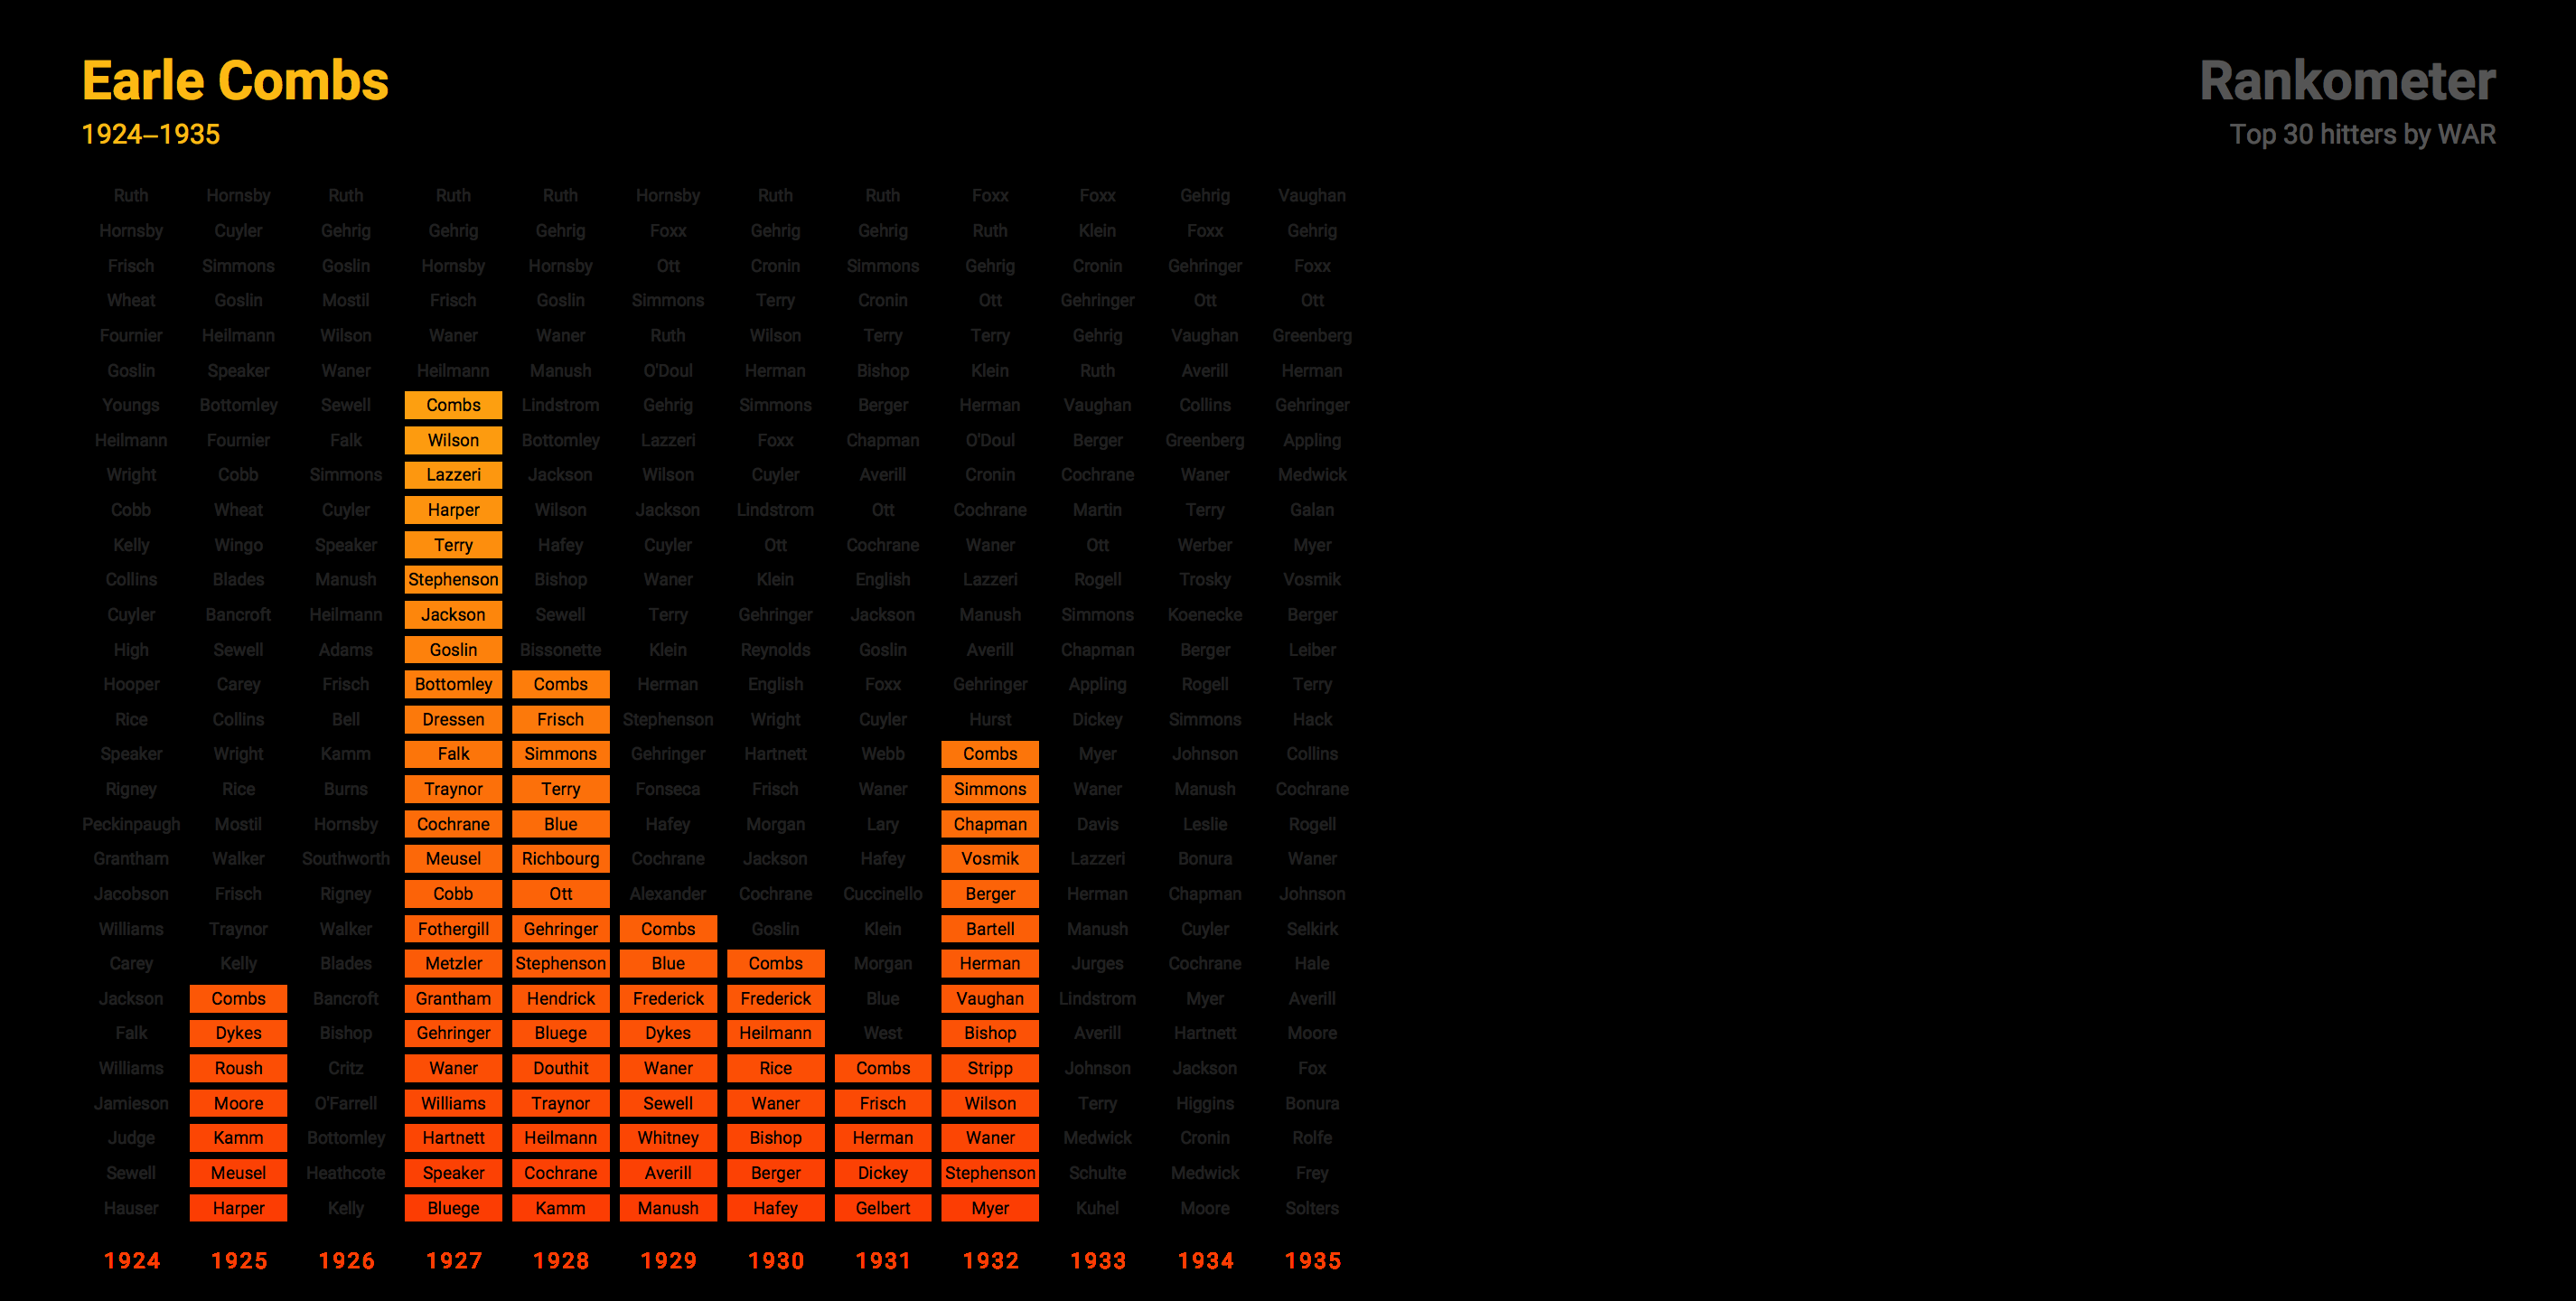 Earle Combs
1924–1935
Rankometer
Top 30 hitters by WAR
Ruth Hornsby Ruth Ruth Ruth Hornsby Ruth Ruth Foxx Foxx Gehrig Vaughan
Hornsby Cuyler Gehrig Gehrig Gehrig Foxx Gehrig Gehrig Ruth Klein Foxx Gehrig
Frisch Simmons Goslin Hornsby Hornsby Ott Cronin Simmons Gehrig Cronin Gehringer Foxx
Wheat Goslin Mostil Frisch Goslin Simmons Terry Cronin Ott Gehringer Ott Ott
Fournier Heilmann Wilson Waner Waner Ruth Wilson Terry Terry Gehrig Vaughan Greenberg
Goslin Speaker Waner Heilmann Manush O'Doul Herman Bishop Klein Ruth Averill Herman
Youngs Bottomley Sewell Combs Lindstrom Gehrig Simmons Berger Herman Vaughan Collins Gehringer
Heilmann Fournier Falk Wilson Bottomley Lazzeri Foxx Chapman O'Doul Berger Greenberg Appling
Wright Cobb Simmons Lazzeri Jackson Wilson Cuyler Averill Cronin Cochrane Waner Medwick
Cobb Wheat Cuyler Harper Wilson Jackson Lindstrom Ott Cochrane Martin Terry Galan
Kelly Wingo Speaker Terry Hafey Cuyler Ott Cochrane Waner Ott Werber Myer
Collins Blades Manush Stephenson Bishop Waner Klein English Lazzeri Rogell Trosky Vosmik
Cuyler Bancroft Heilmann Jackson Sewell Terry Gehringer Jackson Manush Simmons Koenecke Berger
High Sewell Adams Goslin Bissonette Klein Reynolds Goslin Averill Chapman Berger Leiber
Hooper Carey Frisch Bottomley Combs Herman English Foxx Gehringer Appling Rogell Terry
Rice Collins Bell Dressen Frisch Stephenson Wright Cuyler Hurst Dickey Simmons Hack
Speaker Wright Kamm Falk Simmons Gehringer Hartnett Webb Combs Myer Johnson Collins
Rigney Rice Burns Traynor Terry Fonseca Frisch Waner Simmons Waner Manush Cochrane
Peckinpaugh Mostil Hornsby Cochrane Blue Hafey Morgan Lary Chapman Davis Leslie Rogell
Grantham Walker Southworth Meusel Richbourg Cochrane Jackson Hafey Vosmik Lazzeri Bonura Waner
Jacobson Frisch Rigney Cobb Ott Alexander Cochrane Cuccinello Berger Herman Chapman Johnson
Williams Traynor Walker Fothergill Gehringer Combs Goslin Klein Bartell Manush Cuyler Selkirk
Carey Kelly Blades Metzler Stephenson Blue Combs Morgan Herman Jurges Cochrane Hale
Jackson Combs Bancroft Grantham Hendrick Frederick Frederick Blue Vaughan Lindstrom Myer Averill
Falk Dykes Bishop Gehringer Bluege Dykes Heilmann West Bishop Averill Hartnett Moore
Williams Roush Critz Waner Douthit Waner Rice Combs Stripp Johnson Jackson Fox
Jamieson Moore O'Farrell Williams Traynor Sewell Waner Frisch Wilson Terry Higgins Bonura
Judge Kamm Bottomley Hartnett Heilmann Whitney Bishop Herman Waner Medwick Cronin Rolfe
Sewell Meusel Heathcote Speaker Cochrane Averill Berger Dickey Stephenson Schulte Medwick Frey
Hauser Harper Kelly Bluege Kamm Manush Hafey Gelbert Myer Kuhel Moore Solters
1924 1925 1926 1927 1928 1929 1930 1931 1932 1933 1934 1935